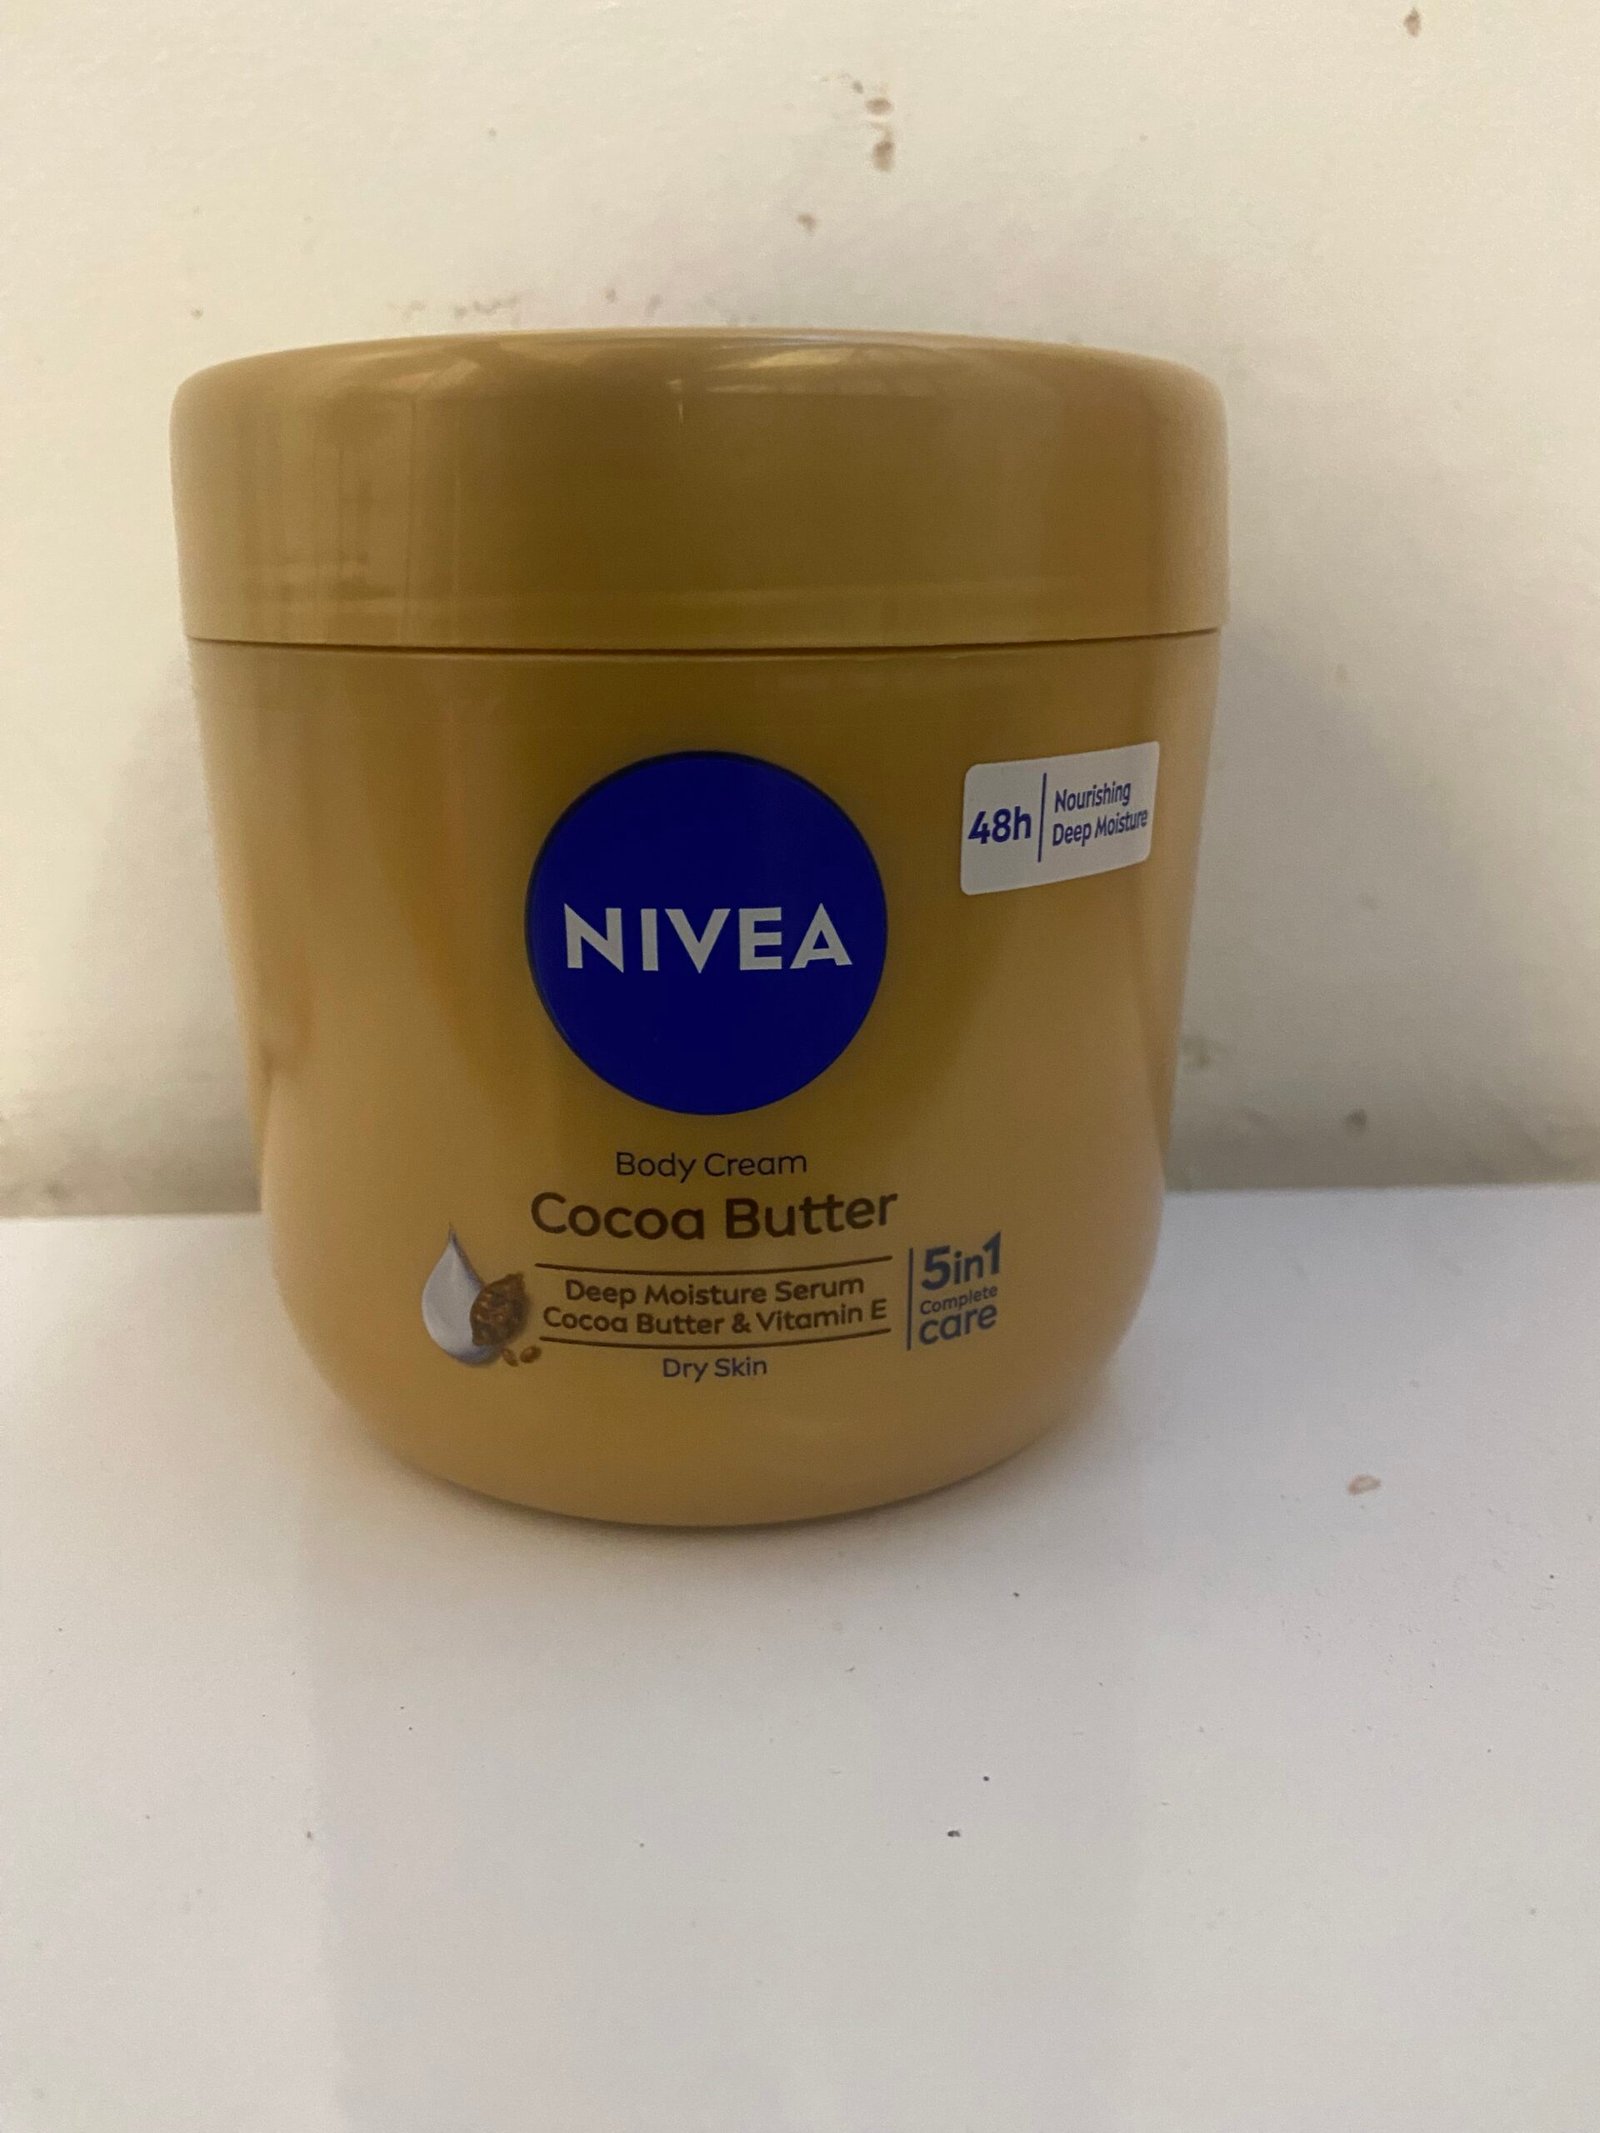 NIVEA
48h
Nourishing
Deep Moisture
Body Cream
Cocoa Butter
Deep Moisture Serum
Cocoa Butter & Vitamin E
5in1
Complete
care
Dry Skin